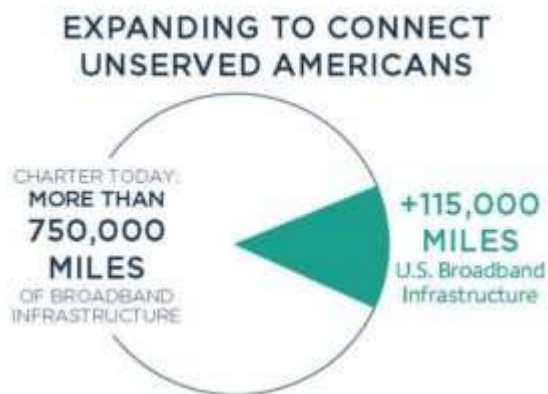 EXPANDING TO CONNECT
UNSERVED AMERICANS
CHARTER TODAY:
MORE THAN
750,000
MILES
OF BROADBAND
INFRASTRUCTURE
+115,000
MILES
U.S. Broadband
Infrastructure